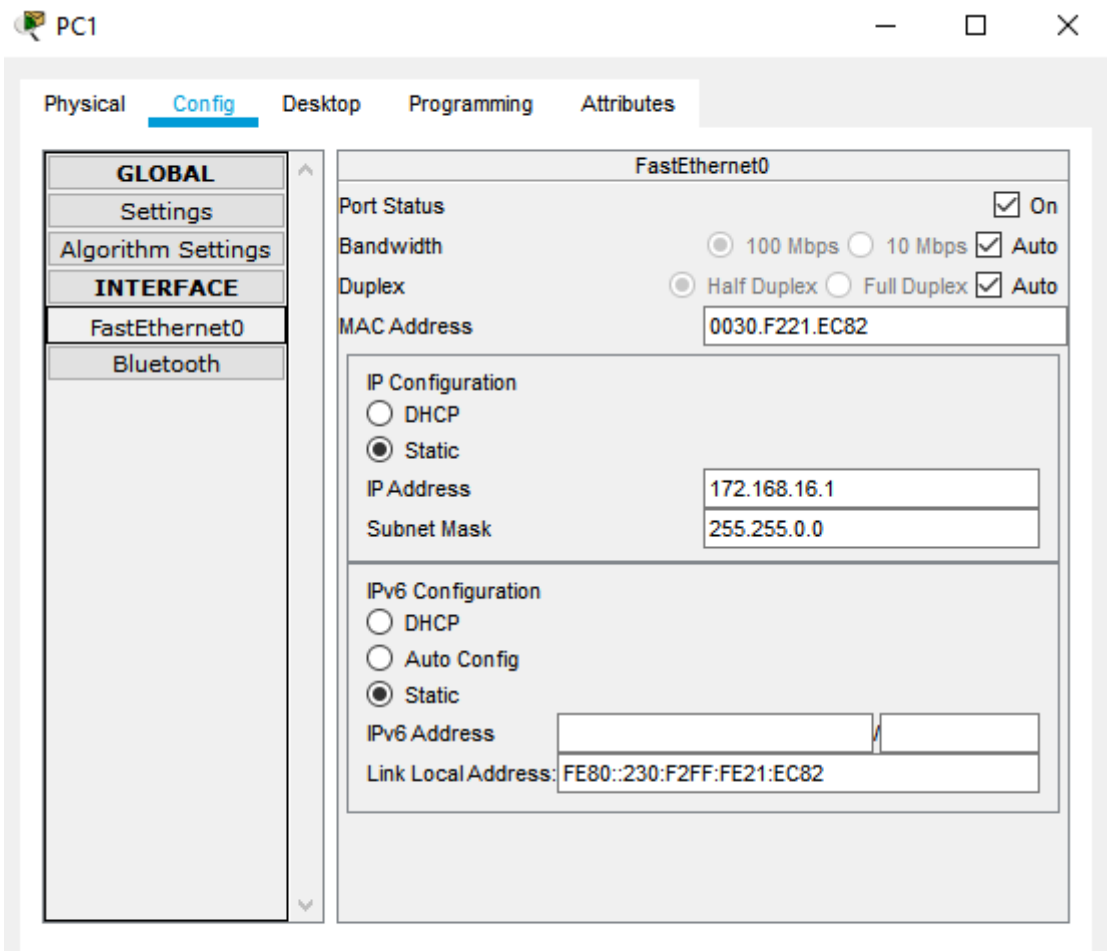 PC1
Physical Config Desktop Programming Attributes
GLOBAL
Settings
Algorithm Settings
INTERFACE
FastEthernet0
Bluetooth
FastEthernet0
Port Status On
Bandwidth 100 Mbps 10 Mbps Auto
Duplex Half Duplex Full Duplex Auto
MAC Address 0030.F221.EC82
IP Configuration
DHCP
Static
IP Address 172.168.16.1
Subnet Mask 255.255.0.0
IPv6 Configuration
DHCP
Auto Config
Static
IPv6 Address /
Link Local Address: FE80::230:F2FF:FE21:EC82